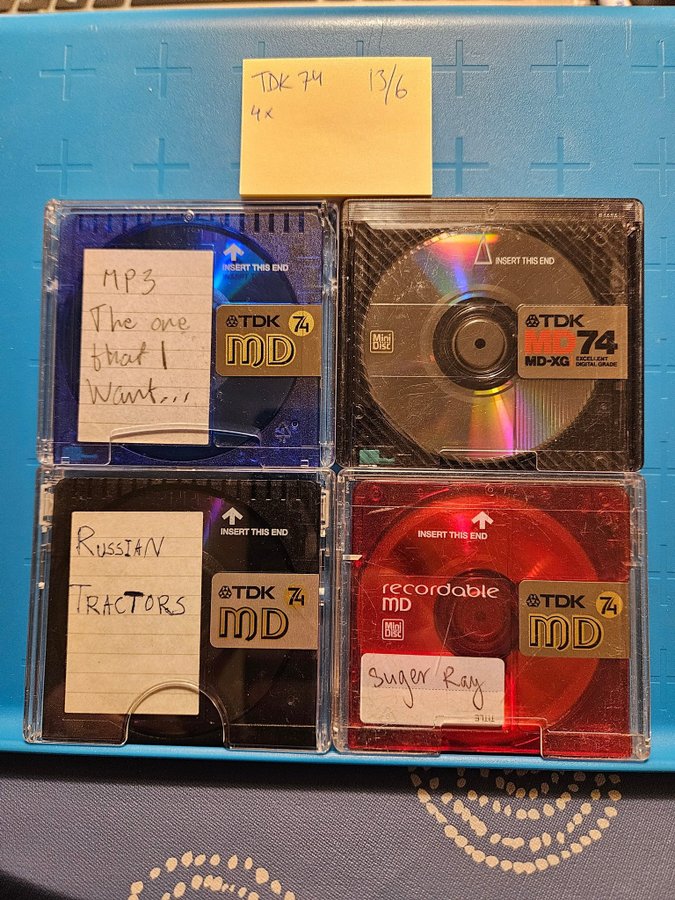 TDK 74 13/6
4x
MP3
The one
that I
Want...
INSERT THIS END
TDK 74
MD
INSERT THIS END
Mini
Disc
TDK
MD 74
MD-XG EXCELLENT
DIGITAL GRADE
RUSSIAN
TRACTORS
INSERT THIS END
TDK 74
MD
INSERT THIS END
recordable
MD
Mini
Disc
TDK 74
MD
Suger Ray
TITLE